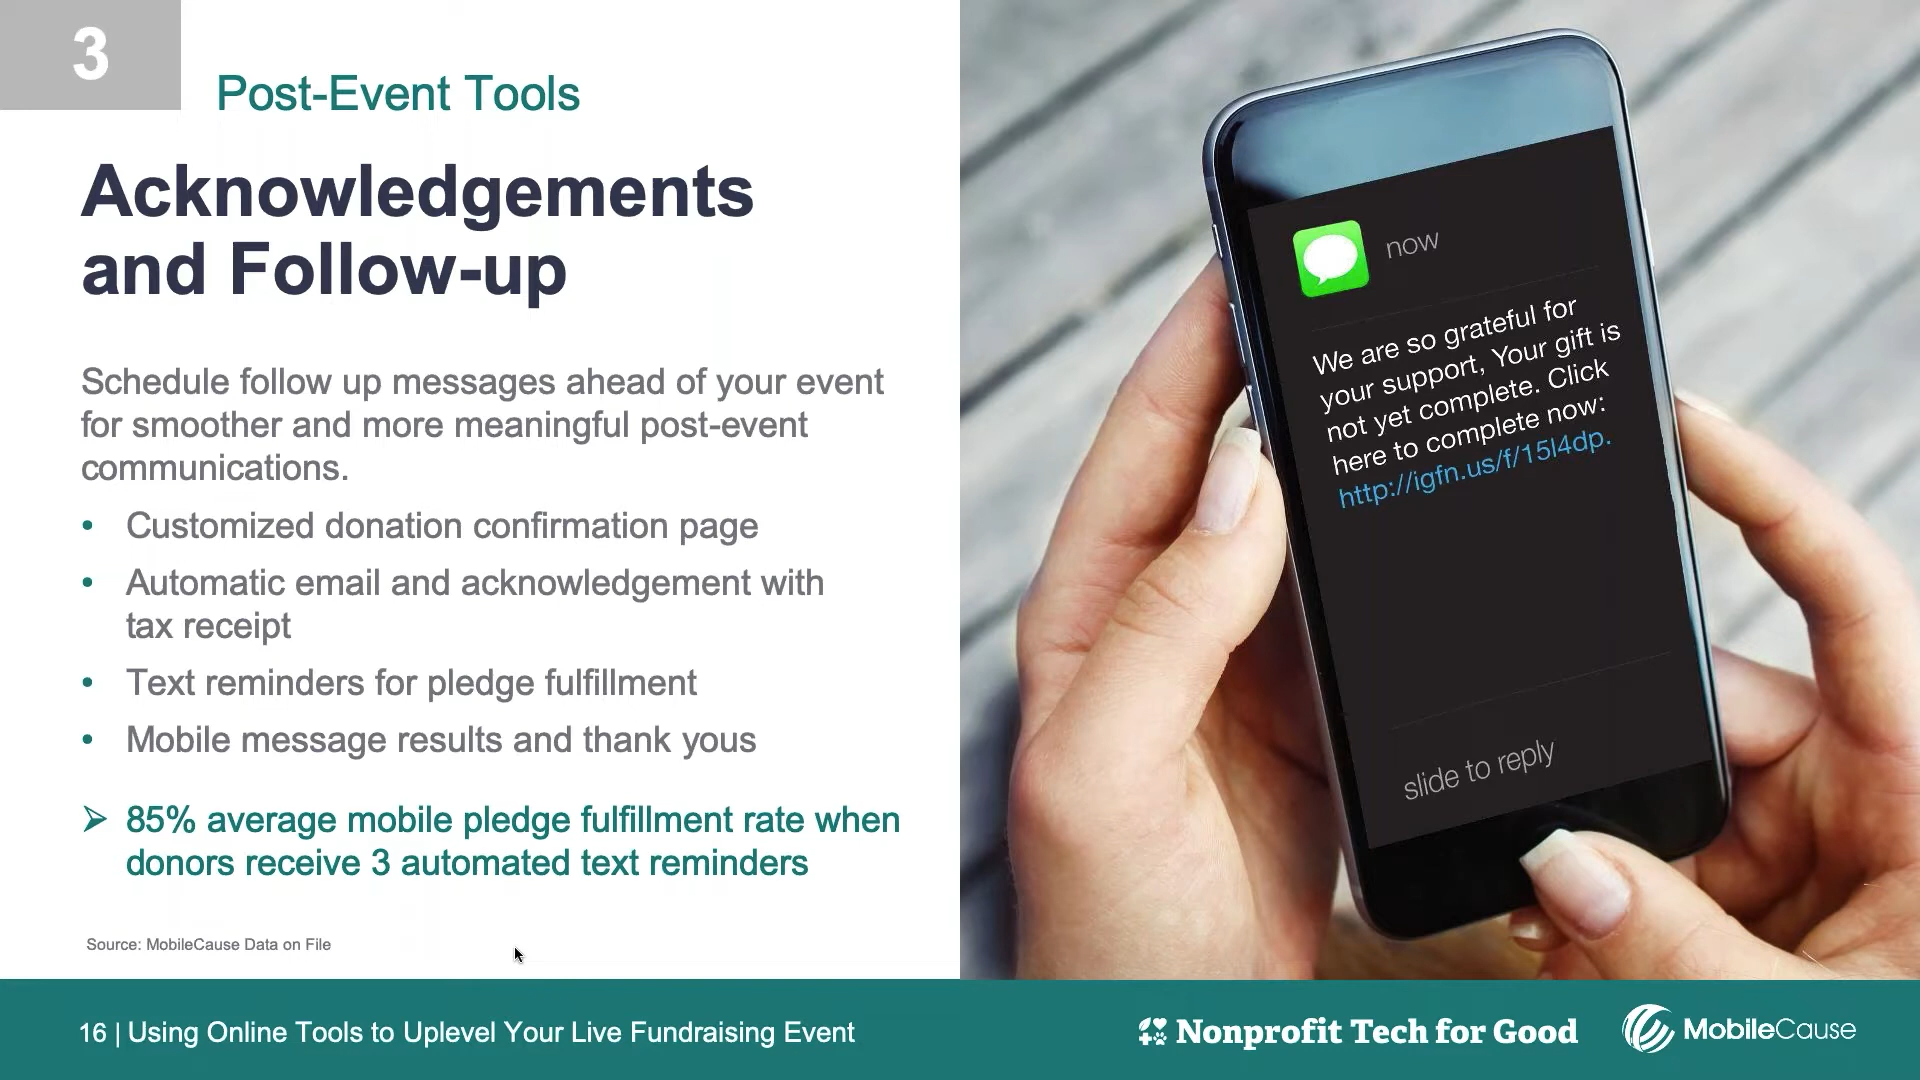 3
Post-Event Tools
Acknowledgements
and Follow-up
Schedule follow up messages ahead of your event
for smoother and more meaningful post-event
communications.
• Customized donation confirmation page
• Automatic email and acknowledgement with
tax receipt
• Text reminders for pledge fulfillment
• Mobile message results and thank yous
➢ 85% average mobile pledge fulfillment rate when
donors receive 3 automated text reminders
Source: MobileCause Data on File
now
We are so grateful for
your support, Your gift is
not yet complete. Click
here to complete now:
http://igfn.us/f/15l4dp.
slide to reply
16 | Using Online Tools to Uplevel Your Live Fundraising Event
Nonprofit Tech for Good
MobileCause